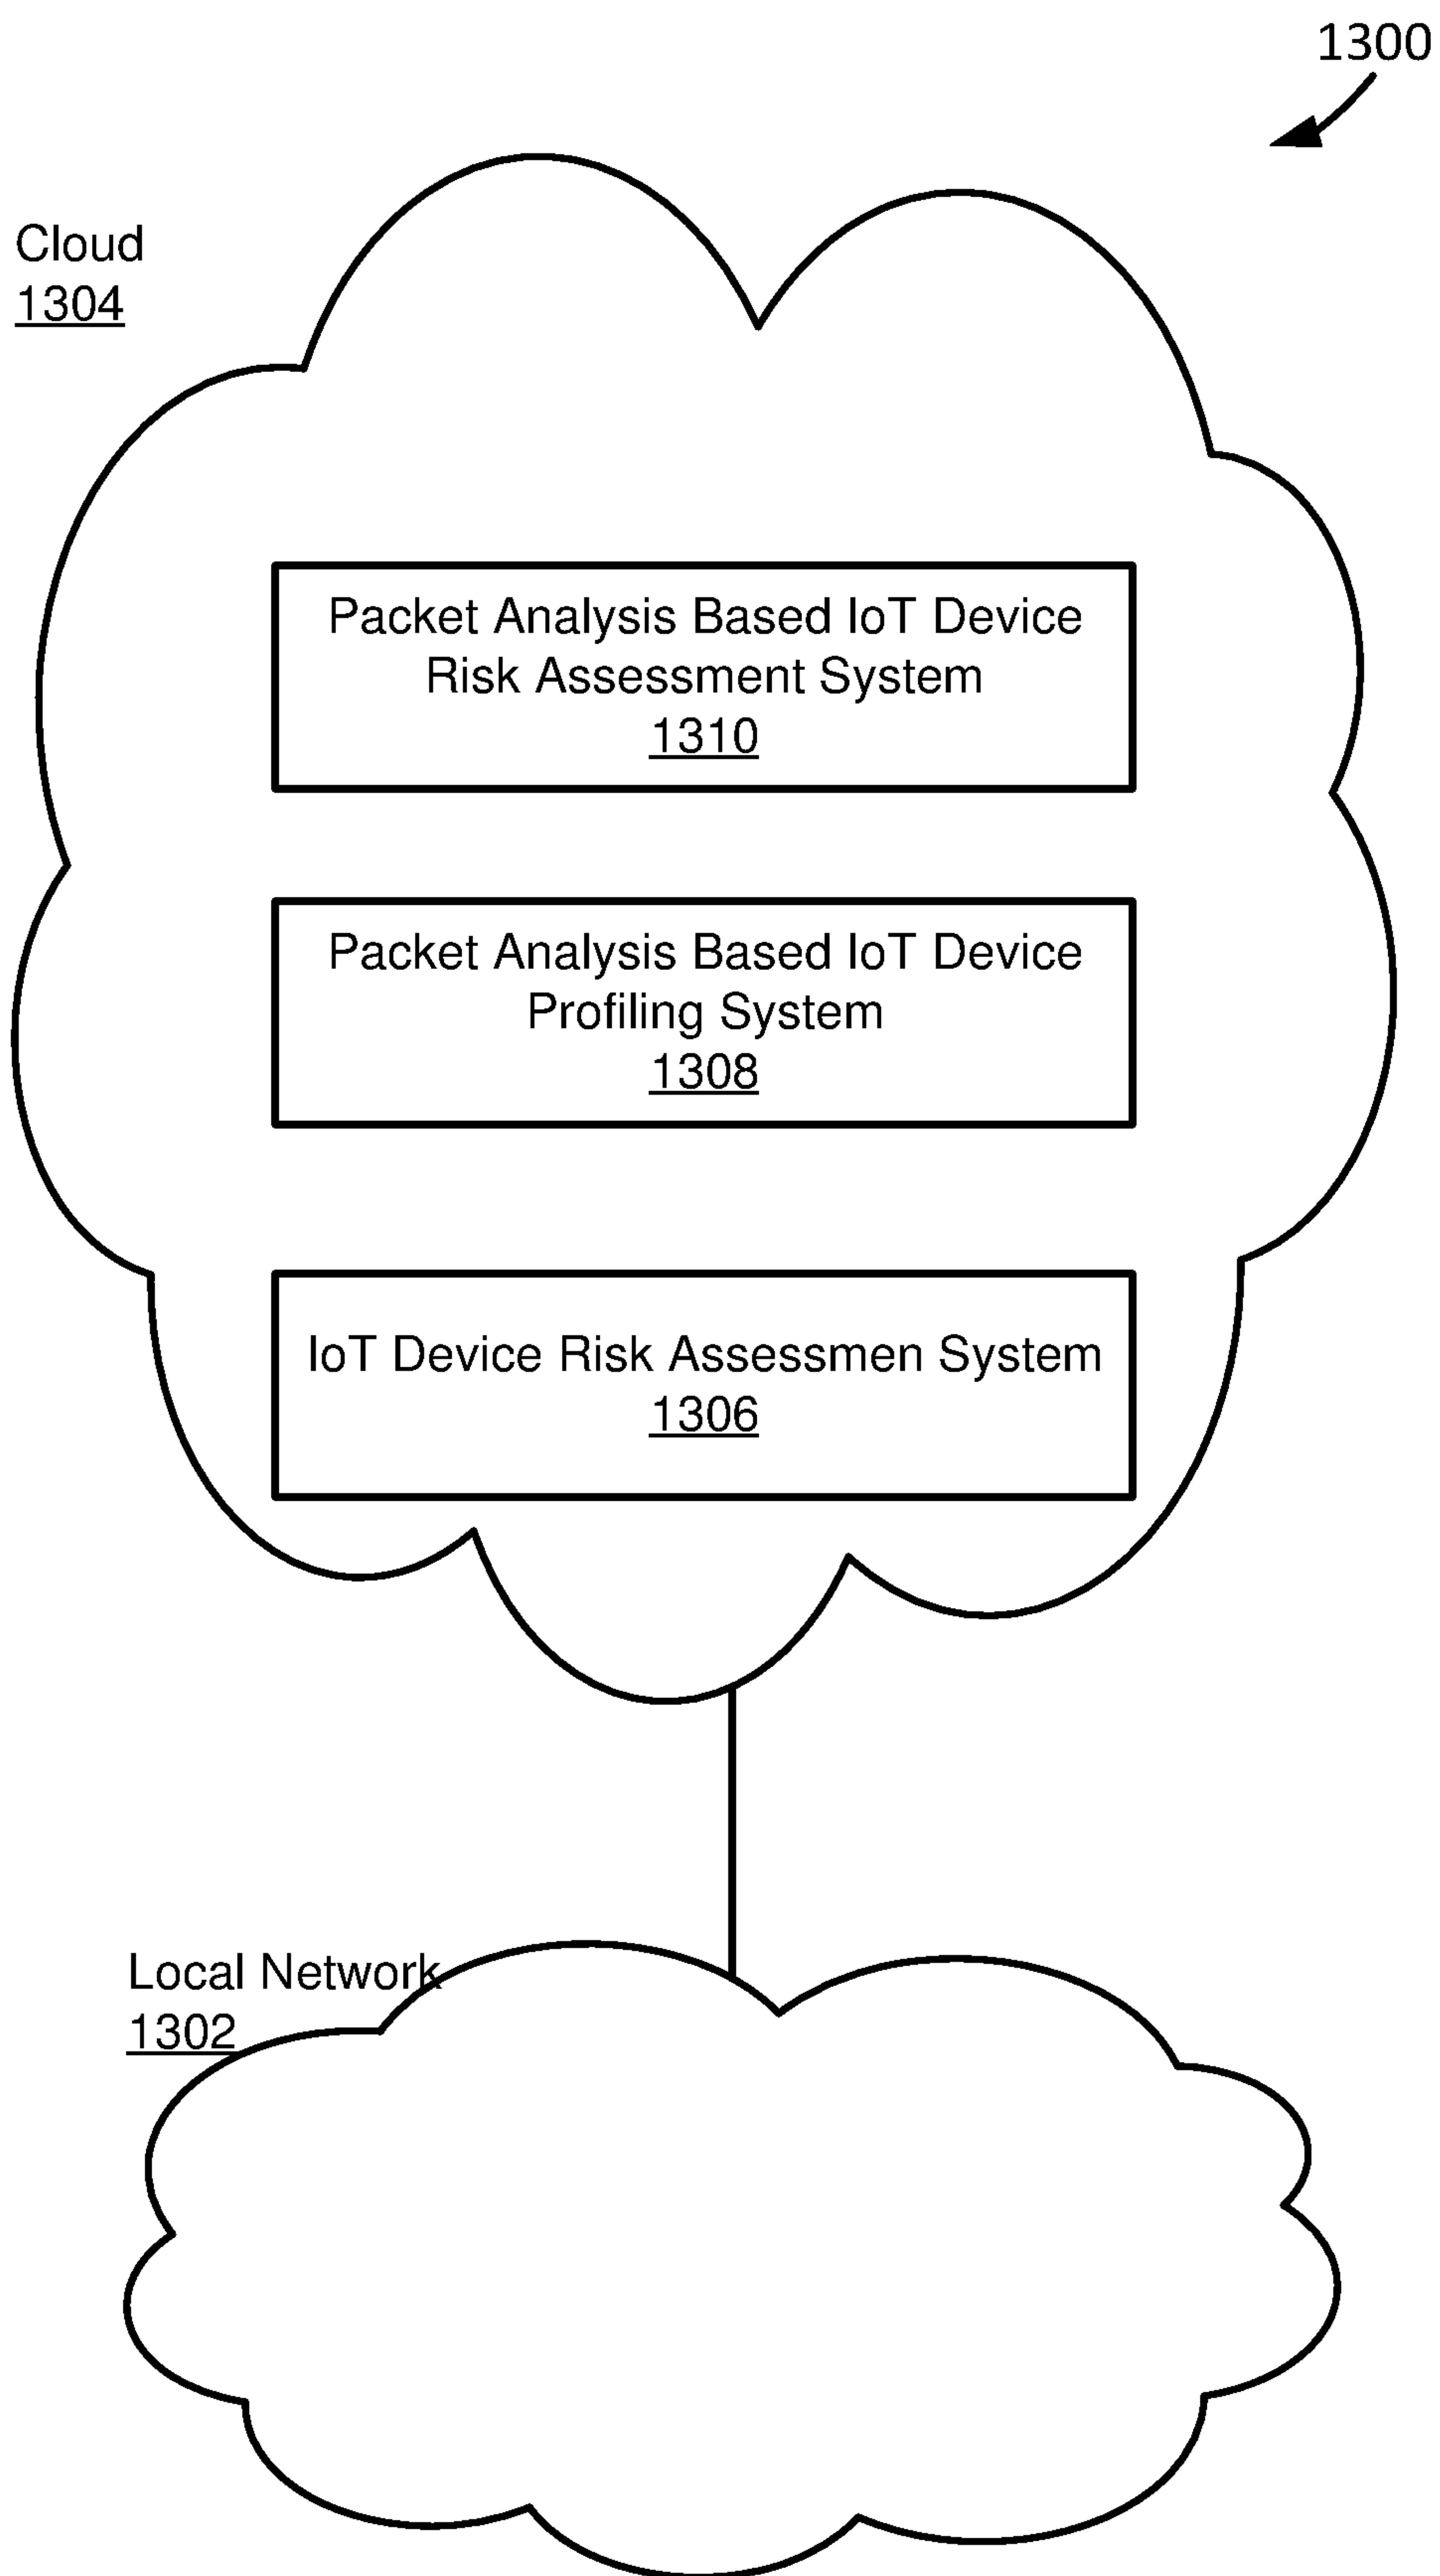 1300
Cloud
1304
Packet Analysis Based IoT Device
Risk Assessment System
1310
Packet Analysis Based IoT Device
Profiling System
1308
IoT Device Risk Assessmen System
1306
Local Network
1302